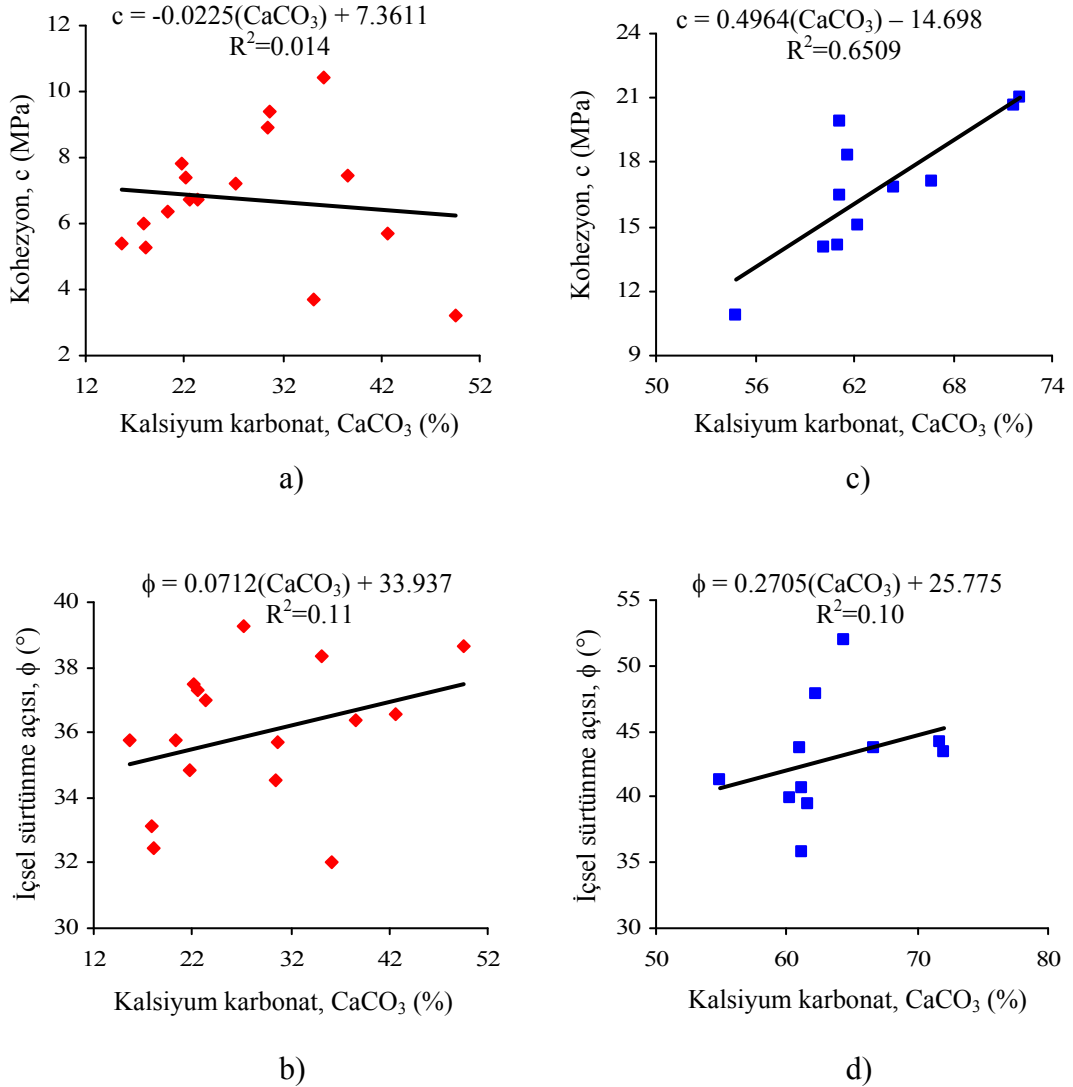 c = -0.0225(CaCO₃) + 7.3611
R²=0.014
12
10
8
6
4
2
12
22
32
42
52
Kohezyon, c (MPa)
Kalsiyum karbonat, CaCO₃ (%)
a)
c = 0.4964(CaCO₃) – 14.698
R²=0.6509
24
21
18
15
12
9
50
56
62
68
74
Kohezyon, c (MPa)
Kalsiyum karbonat, CaCO₃ (%)
c)
ϕ = 0.0712(CaCO₃) + 33.937
R²=0.11
40
38
36
34
32
30
12
22
32
42
52
İçsel sürtünme açısı, ϕ (°)
Kalsiyum karbonat, CaCO₃ (%)
b)
ϕ = 0.2705(CaCO₃) + 25.775
R²=0.10
55
50
45
40
35
30
50
60
70
80
İçsel sürtünme açısı, ϕ (°)
Kalsiyum karbonat, CaCO₃ (%)
d)